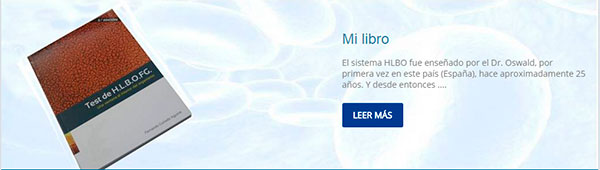 Test de H.L.B.O.FG.
Mi libro
El sistema HLBO fue enseñado por el Dr. Oswald, por
primera vez en este país (España), hace aproximadamente 25
años. Y desde entonces ....
LEER MÁS